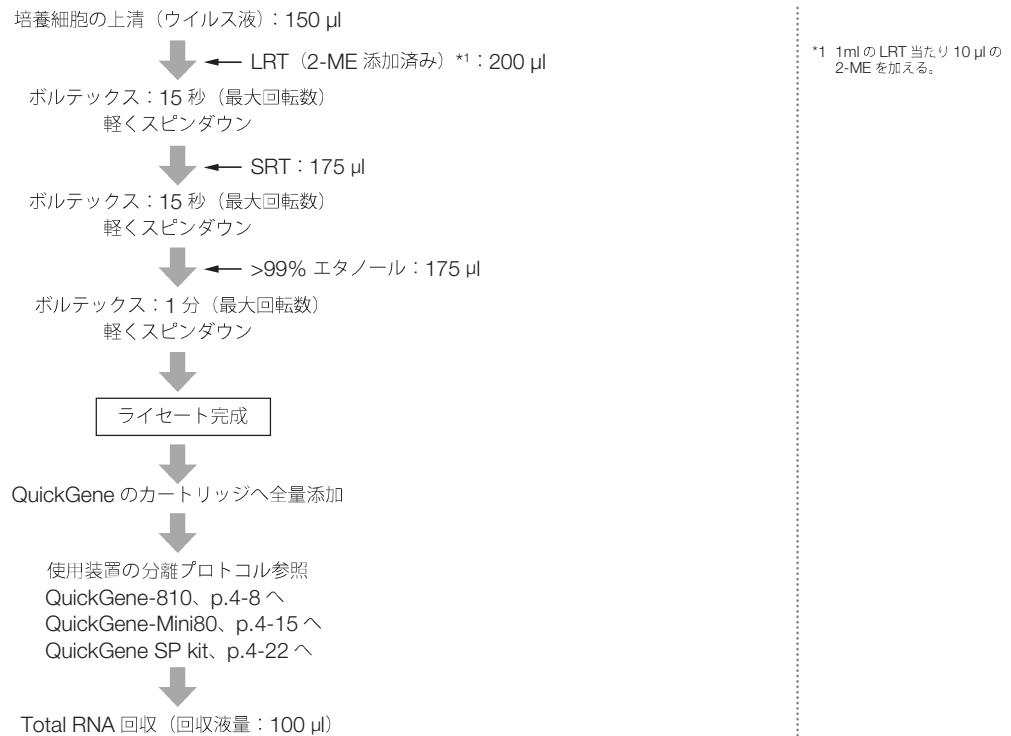 培養細胞の上清（ウイルス液）：150 µl
LRT（2-ME 添加済み）*1：200 µl
ボルテックス：15 秒（最大回転数）
軽くスピンダウン
SRT：175 µl
ボルテックス：15 秒（最大回転数）
軽くスピンダウン
>99% エタノール：175 µl
ボルテックス：1 分（最大回転数）
軽くスピンダウン
ライセート完成
QuickGene のカートリッジへ全量添加
使用装置の分離プロトコル参照
QuickGene-810、p.4-8 へ
QuickGene-Mini80、p.4-15 へ
QuickGene SP kit、p.4-22 へ
Total RNA 回収（回収液量：100 µl）
*1 1ml の LRT 当たり 10 µl の
2-ME を加える。